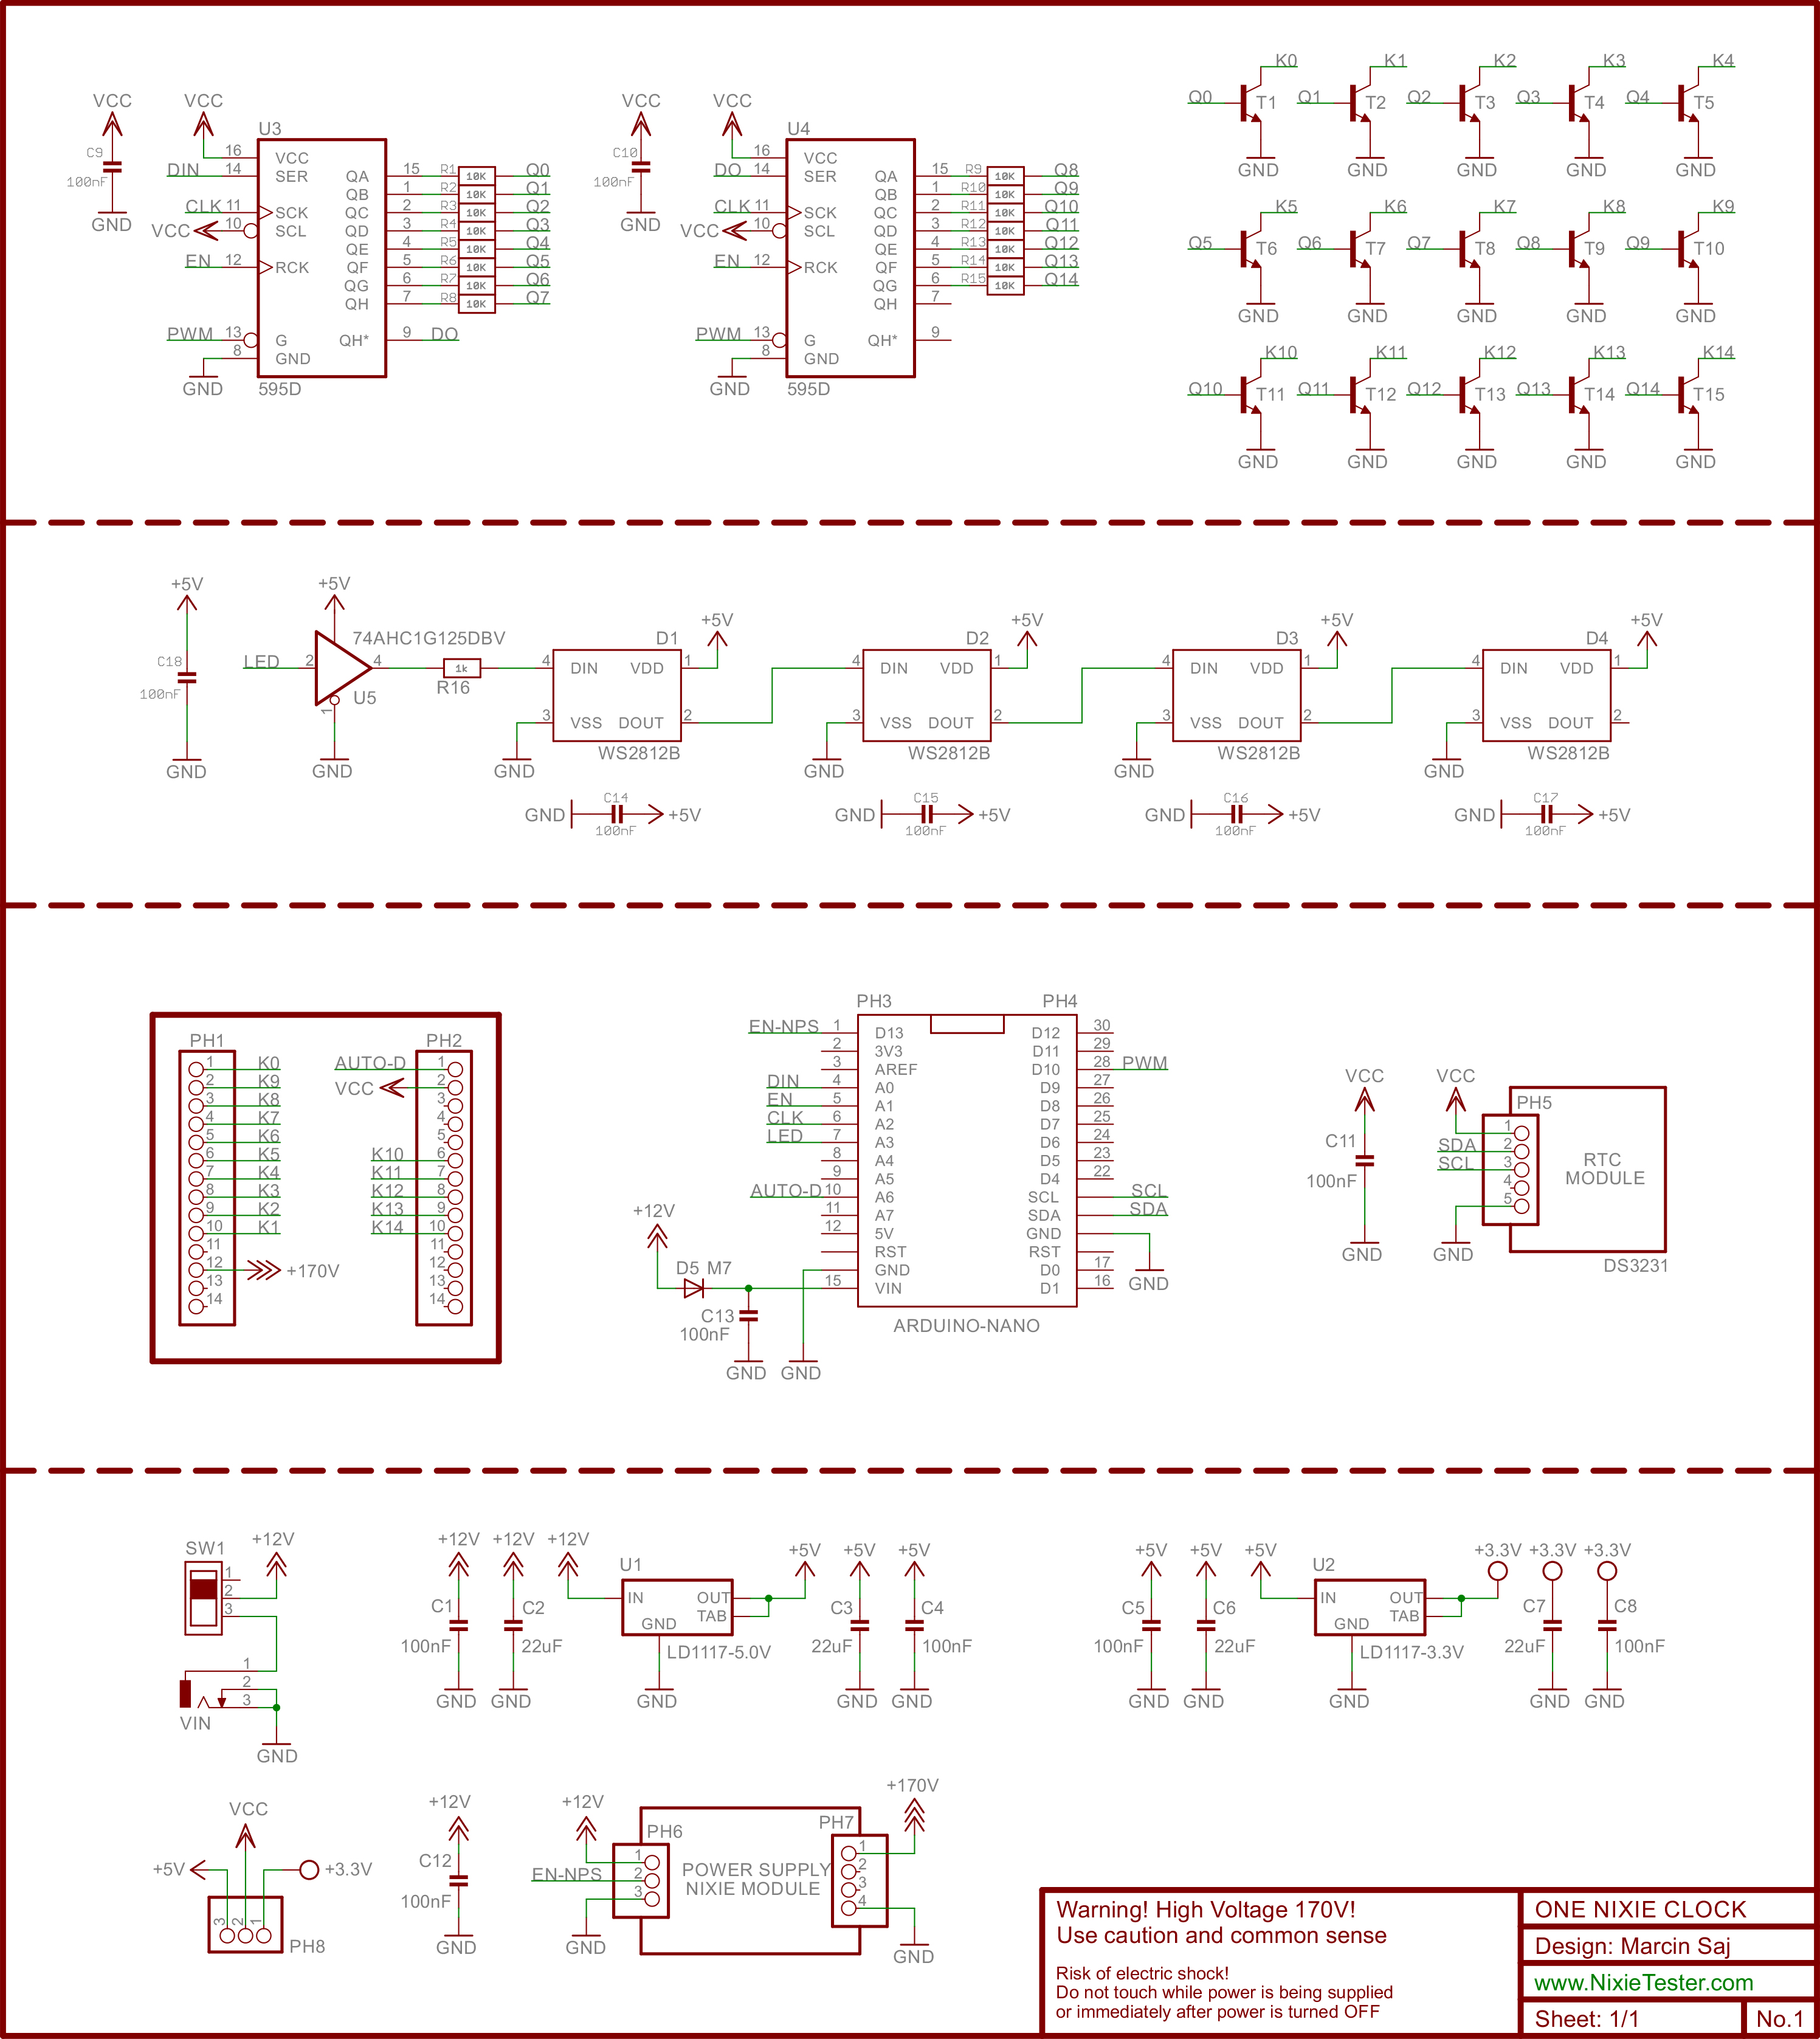 VCC VCC VCC VCC
C9 100nF GND
U3
DIN 16 VCC
14 SER QA 15 R1 10K Q0
QB 1 R2 10K Q1
CLK 11 SCK QC 2 R3 10K Q2
VCC 10 SCL QD 3 R4 10K Q3
QE 4 R5 10K Q4
EN 12 RCK QF 5 R6 10K Q5
QG 6 R7 10K Q6
QH 7 R8 10K Q7
PWM 13 G QH* 9 DO
8 GND
GND 595D
C10 100nF GND
U4
16 VCC
DO 14 SER QA 15 R9 10K Q8
QB 1 R10 10K Q9
CLK 11 SCK QC 2 R11 10K Q10
VCC 10 SCL QD 3 R12 10K Q11
QE 4 R13 10K Q12
EN 12 RCK QF 5 R14 10K Q13
QG 6 R15 10K Q14
QH 7
PWM 13 G QH* 9
8 GND
GND 595D
K0 K1 K2 K3 K4
Q0 T1 Q1 T2 Q2 T3 Q3 T4 Q4 T5
GND GND GND GND GND
K5 K6 K7 K8 K9
Q5 T6 Q6 T7 Q7 T8 Q8 T9 Q9 T10
GND GND GND GND GND
K10 K11 K12 K13 K14
Q10 T11 Q11 T12 Q12 T13 Q13 T14 Q14 T15
GND GND GND GND GND
+5V +5V
C18 100nF GND
LED 2 74AHC1G125DBV 4 U5 1 GND
1k R16
D1 +5V
4 DIN VDD 1
3 VSS DOUT 2
GND WS2812B
D2 +5V
4 DIN VDD 1
3 VSS DOUT 2
GND WS2812B
D3 +5V
4 DIN VDD 1
3 VSS DOUT 2
GND WS2812B
D4 +5V
4 DIN VDD 1
3 VSS DOUT 2
GND WS2812B
GND C14 100nF +5V
GND C15 100nF +5V
GND C16 100nF +5V
GND C17 100nF +5V
PH1
1 K0
2 K9
3 K8
4 K7
5 K6
6 K5
7 K4
8 K3
9 K2
10 K1
11
12 +170V
13
14
PH2
AUTO-D 1
VCC 2
3
4
5
K10 6
K11 7
K12 8
K13 9
K14 10
11
12
13
14
PH3 PH4
EN-NPS 1 D13 D12 30
2 3V3 D11 29
3 AREF D10 28 PWM
DIN 4 A0 D9 27
EN 5 A1 D8 26
CLK 6 A2 D7 25
LED 7 A3 D6 24
8 A4 D5 23
9 A5 D4 22
AUTO-D 10 A6 SCL SCL
11 A7 SDA SDA
12 5V GND
RST RST
GND D0 17 GND
15 VIN D1 16
ARDUINO-NANO
+12V
D5 M7
C13 100nF
GND GND
VCC C11 100nF GND
VCC PH5
1
SDA 2
SCL 3
4
5
GND
RTC
MODULE
DS3231
SW1 +12V
1
2
3
1
2
3
VIN
GND
+12V C1 100nF GND
+12V C2 22uF GND
+12V U1
IN OUT
TAB
GND
LD1117-5.0V
GND
+5V
+5V C3 22uF GND
+5V C4 100nF GND
+5V C5 100nF GND
+5V C6 22uF GND
+5V U2
IN OUT
TAB
GND
LD1117-3.3V
GND
+3.3V
+3.3V C7 22uF GND
+3.3V C8 100nF GND
VCC
+5V +3.3V
3 2 1
PH8
+12V C12 100nF GND
+12V PH6
1
EN-NPS 2
3
GND
POWER SUPPLY
NIXIE MODULE
PH7 +170V
1
2
3
4
GND
Warning! High Voltage 170V!
Use caution and common sense
Risk of electric shock!
Do not touch while power is being supplied
or immediately after power is turned OFF
ONE NIXIE CLOCK
Design: Marcin Saj
www.NixieTester.com
Sheet: 1/1 No.1